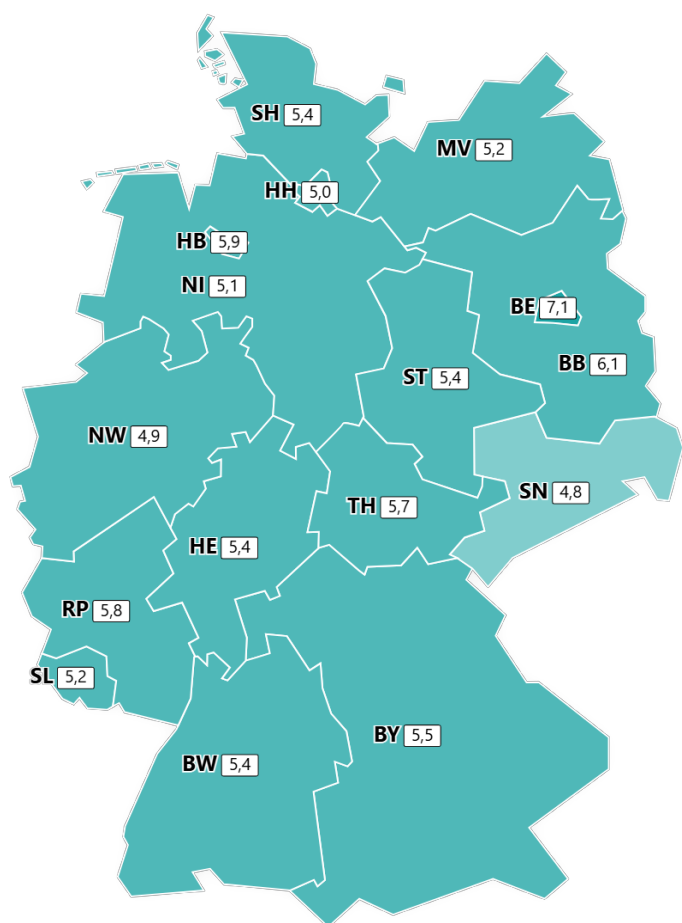 SH 5,4
MV 5,2
HH 5,0
HB 5,9
NI 5,1
BE 7,1
BB 6,1
ST 5,4
NW 4,9
SN 4,8
TH 5,7
HE 5,4
RP 5,8
SL 5,2
BY 5,5
BW 5,4